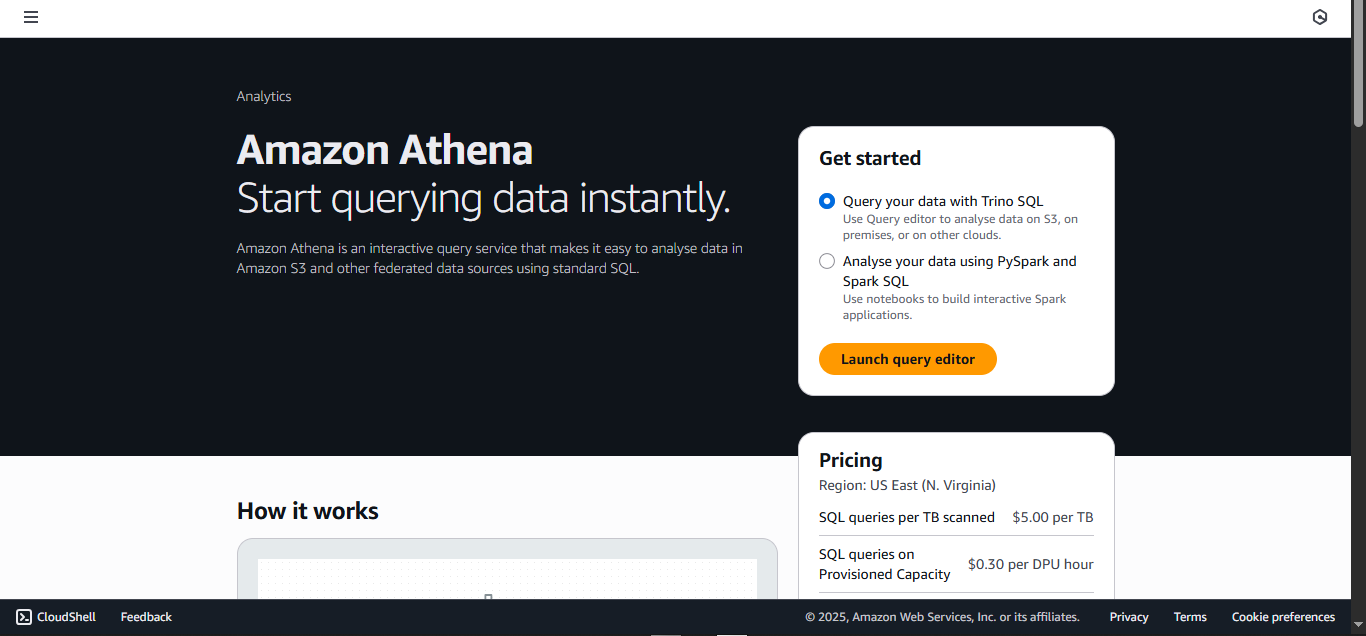 Analytics
Amazon Athena
Start querying data instantly.
Amazon Athena is an interactive query service that makes it easy to analyse data in
Amazon S3 and other federated data sources using standard SQL.
Get started
Query your data with Trino SQL
Use Query editor to analyse data on S3, on
premises, or on other clouds.
Analyse your data using PySpark and
Spark SQL
Use notebooks to build interactive Spark
applications.
Launch query editor
Pricing
Region: US East (N. Virginia)
SQL queries per TB scanned $5.00 per TB
SQL queries on
Provisioned Capacity $0.30 per DPU hour
How it works
CloudShell Feedback © 2025, Amazon Web Services, Inc. or its affiliates. Privacy Terms Cookie preferences